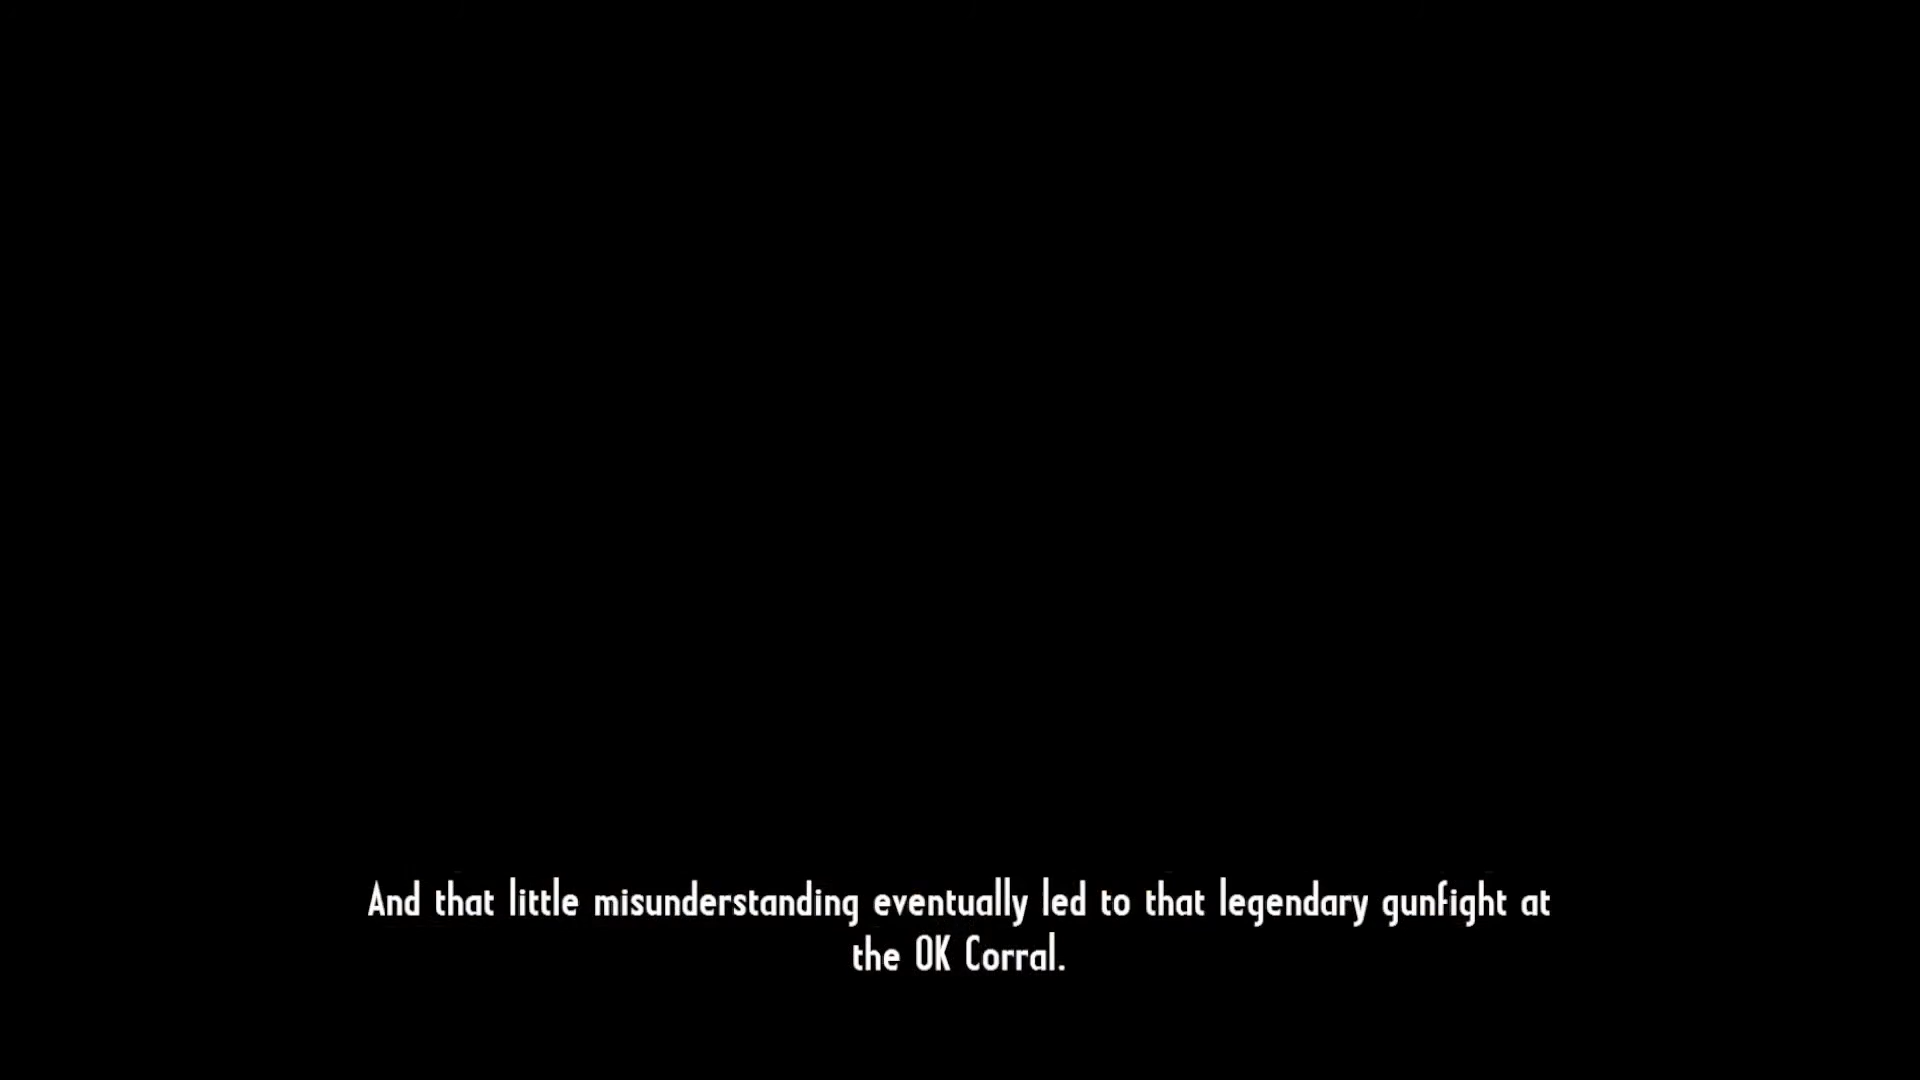 And that little misunderstanding eventually led to that legendary gunfight at
the OK Corral.